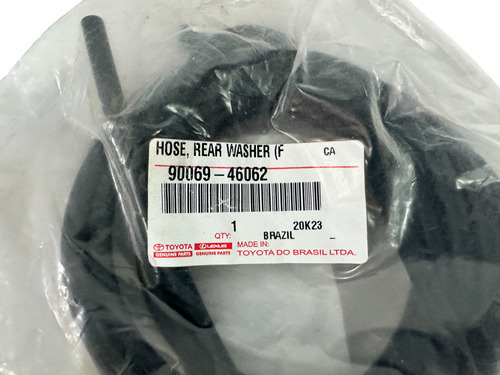 HOSE, REAR WASHER (F CA
90069-46062
1 20K23
QTY: BRAZIL _
TOYOTA LEXUS MADE IN:
GENUINE PARTS GENUINE PARTS TOYOTA DO BRASIL LTDA.